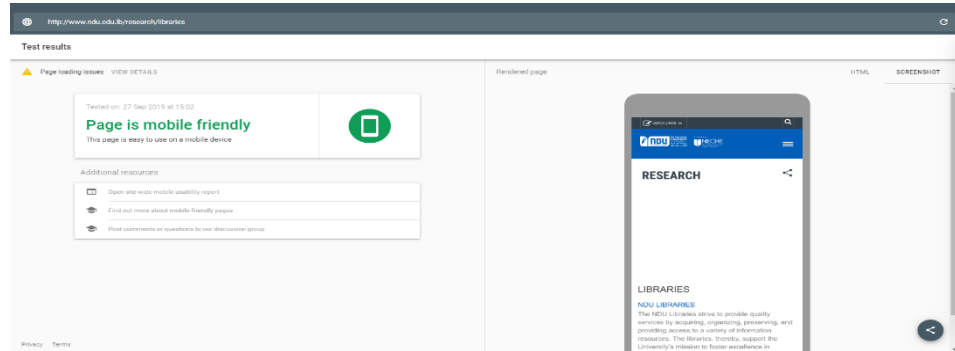 http://www.ndu.edu.lb/research/libraries
Test results
Page loading issues VIEW DETAILS
Tested on: 27 Sep 2019 at 15:02
Page is mobile friendly
This page is easy to use on a mobile device
Additional resources
Open site-wide mobile usability report
Find out more about mobile-friendly pages
Post comments or questions to our discussion group
Privacy Terms
Rendered page
HTML SCREENSHOT
NDU NECHE
RESEARCH
LIBRARIES
NDU LIBRARIES
The NDU Libraries strive to provide quality
services by acquiring, organizing, preserving, and
providing access to a variety of information
resources. The libraries, thereby, support the
University's mission to foster excellence in